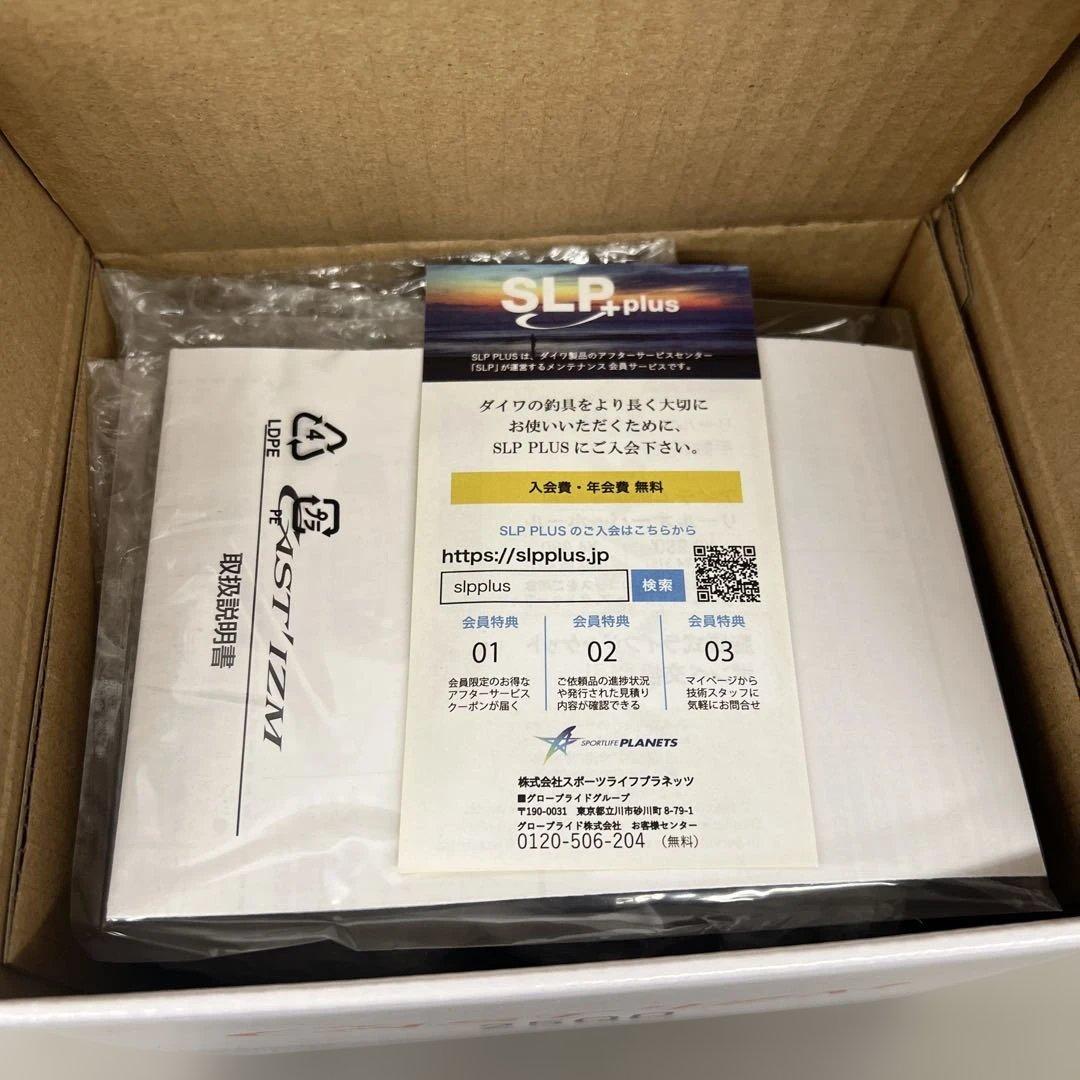 SLP+plus
SLP PLUSは、ダイワ製品のアフターサービスセンター
「SLP」が運営するメンテナンス会員サービスです。
ダイワの釣具をより長く大切に
お使いいただくために、
SLP PLUS にご入会下さい。
入会費・年会費 無料
SLP PLUS のご入会はこちらから
https://slpplus.jp
slpplus
検索
会員特典
01
会員限定のお得な
アフターサービス
クーポンが届く
会員特典
02
ご依頼品の進捗状況
や発行された見積り
内容が確認できる
会員特典
03
マイページから
技術スタッフに
気軽にお問合せ
SPORTLIFE PLANETS
株式会社スポーツライフプラネッツ
■グローブライドグループ
〒190-0031 東京都立川市砂川町 8-79-1
グローブライド株式会社 お客様センター
0120-506-204 （無料）
4
LDPE
プラ
PE
CAST'IZM
取扱説明書
2500